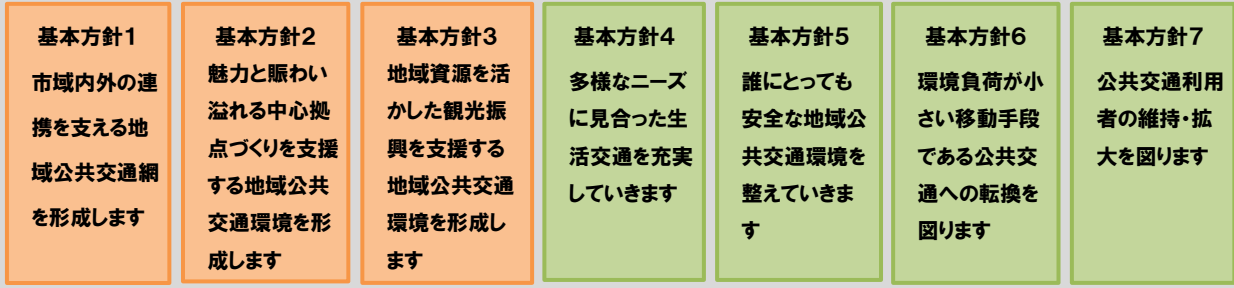 基本方針1
市域内外の連
携を支える地
域公共交通網
を形成します
基本方針2
魅力と賑わい
溢れる中心拠
点づくりを支援
する地域公共
交通環境を形
成します
基本方針3
地域資源を活
かした観光振
興を支援する
地域公共交通
環境を形成し
ます
基本方針4
多様なニーズ
に見合った生
活交通を充実
していきます
基本方針5
誰にとっても
安全な地域公
共交通環境を
整えていきま
す
基本方針6
環境負荷が小
さい移動手段
である公共交
通への転換を
図ります
基本方針7
公共交通利用
者の維持・拡
大を図ります